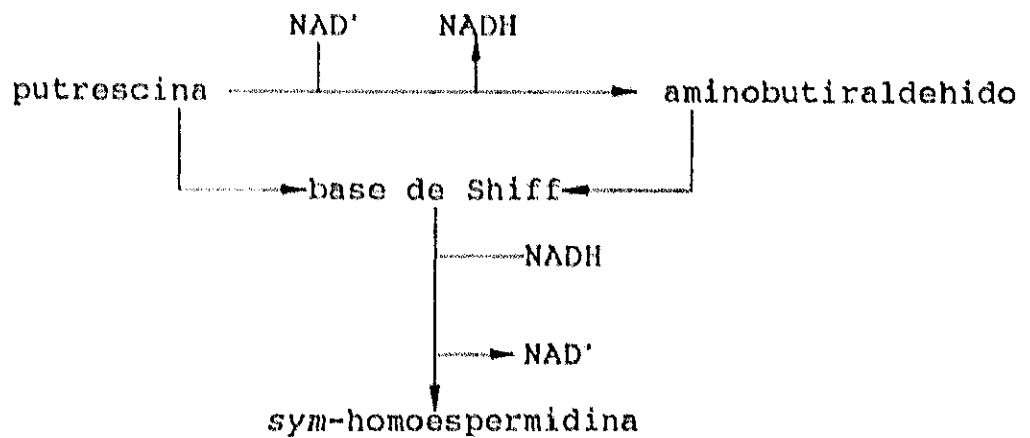 NAD' NADH
putrescina aminobutiraldehido
base de Shiff
NADH
NAD'
sym-homoespermidina